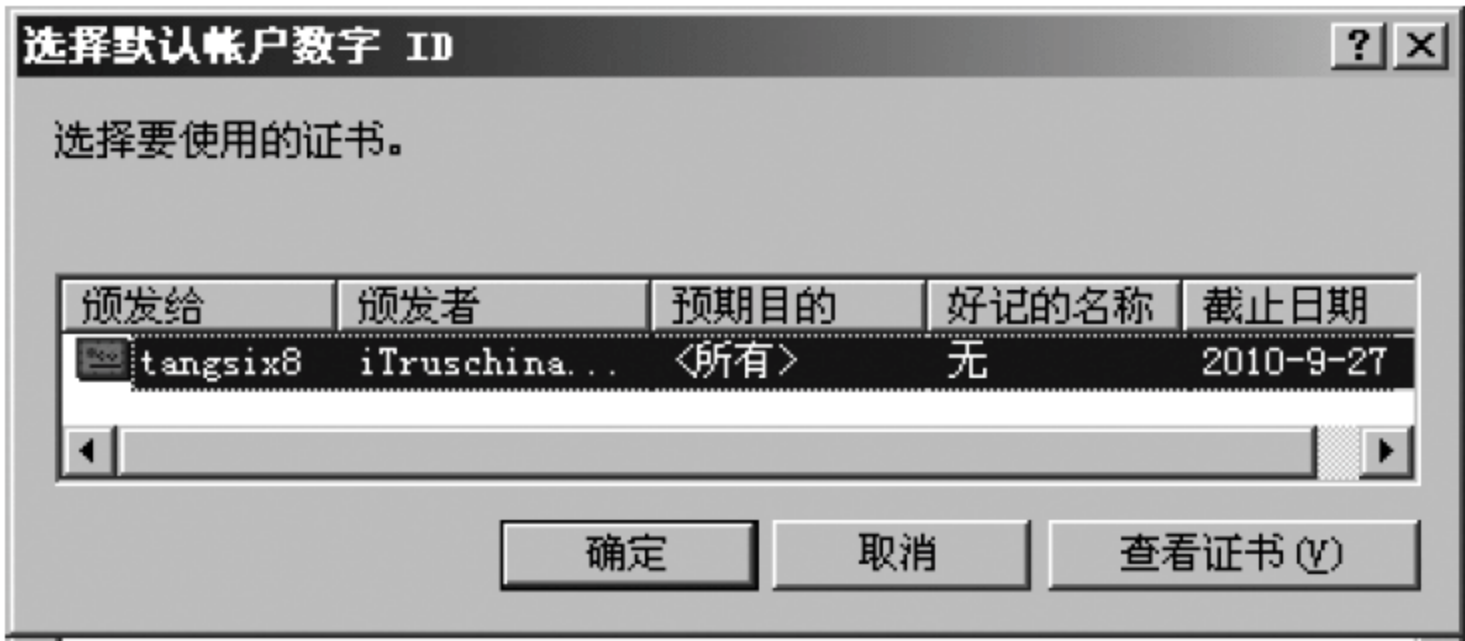 选择默认帐户数字 ID
选择要使用的证书。
颁发给 颁发者 预期目的 好记的名称 截止日期
tangsix8 iTruschina... <所有> 无 2010-9-27
确定 取消 查看证书(V)